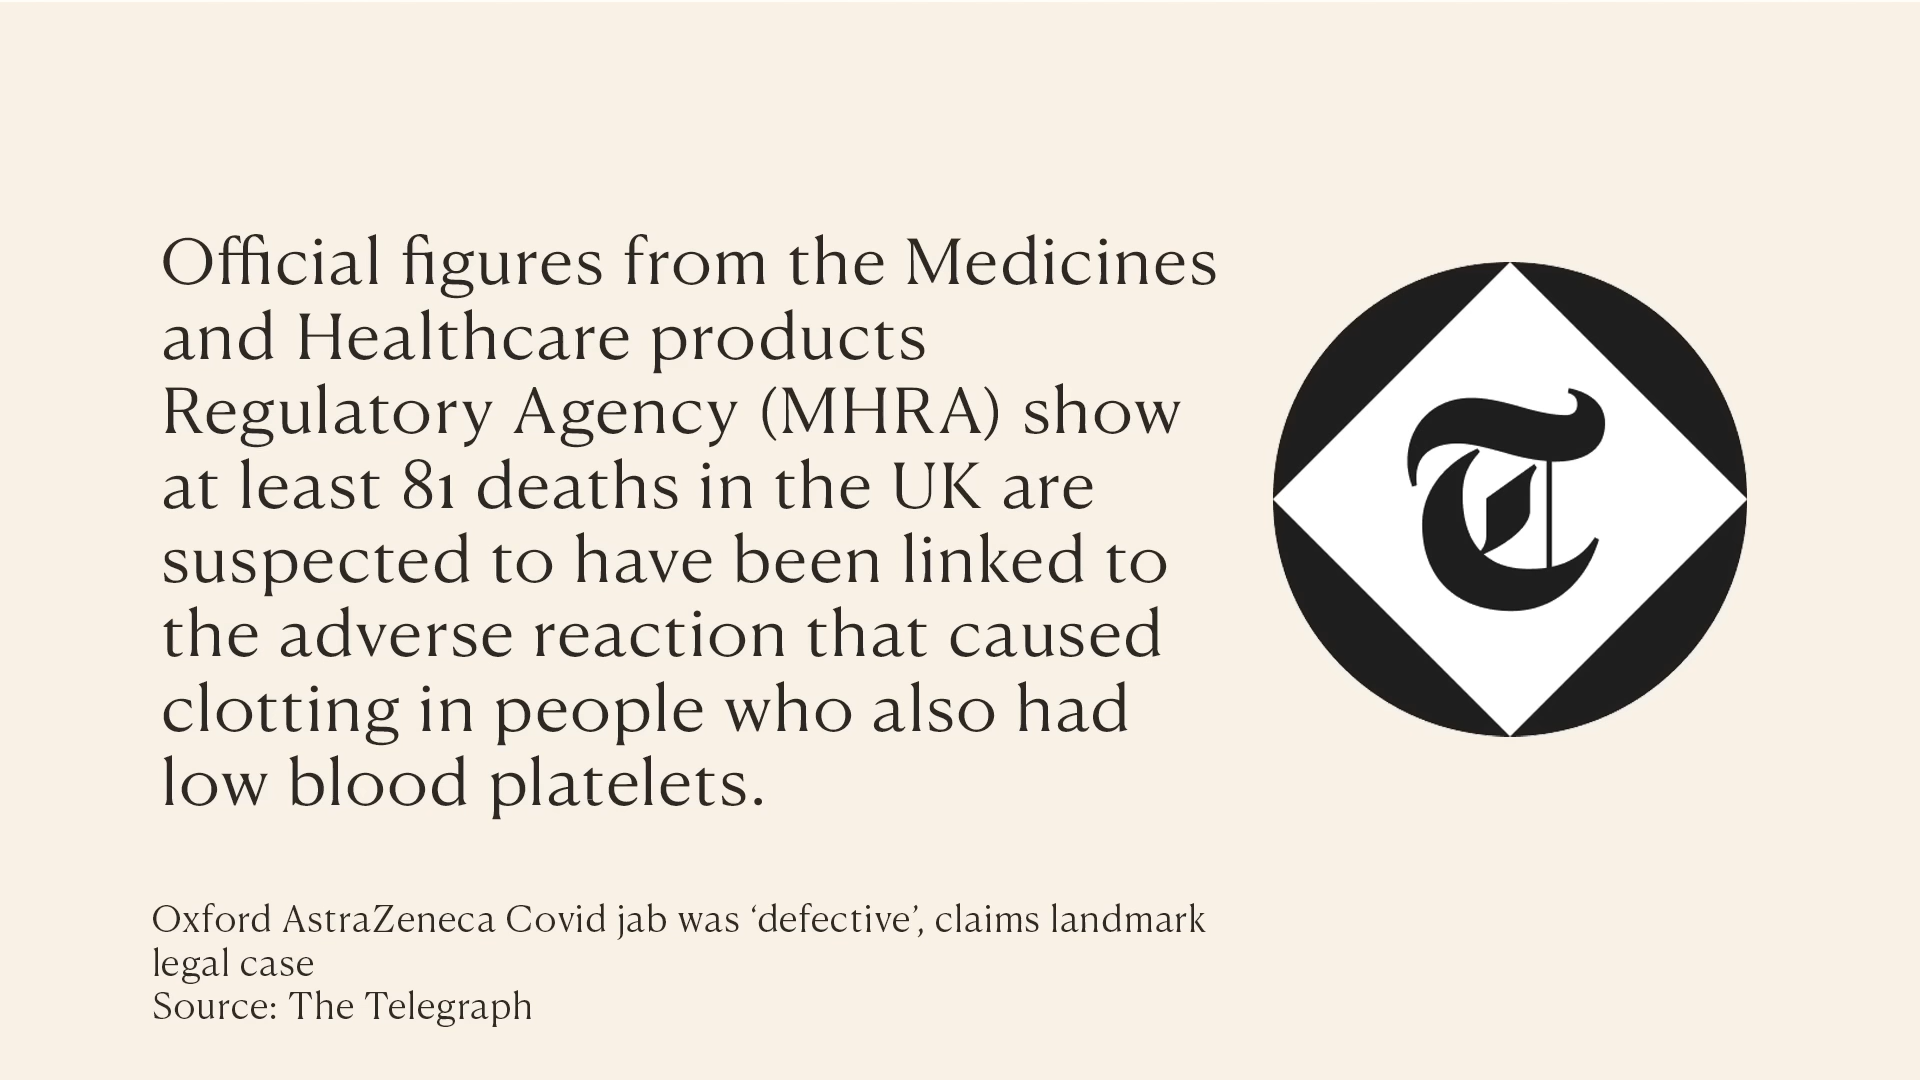 Official figures from the Medicines
and Healthcare products
Regulatory Agency (MHRA) show
at least 81 deaths in the UK are
suspected to have been linked to
the adverse reaction that caused
clotting in people who also had
low blood platelets.
T
Oxford AstraZeneca Covid jab was ‘defective’, claims landmark
legal case
Source: The Telegraph